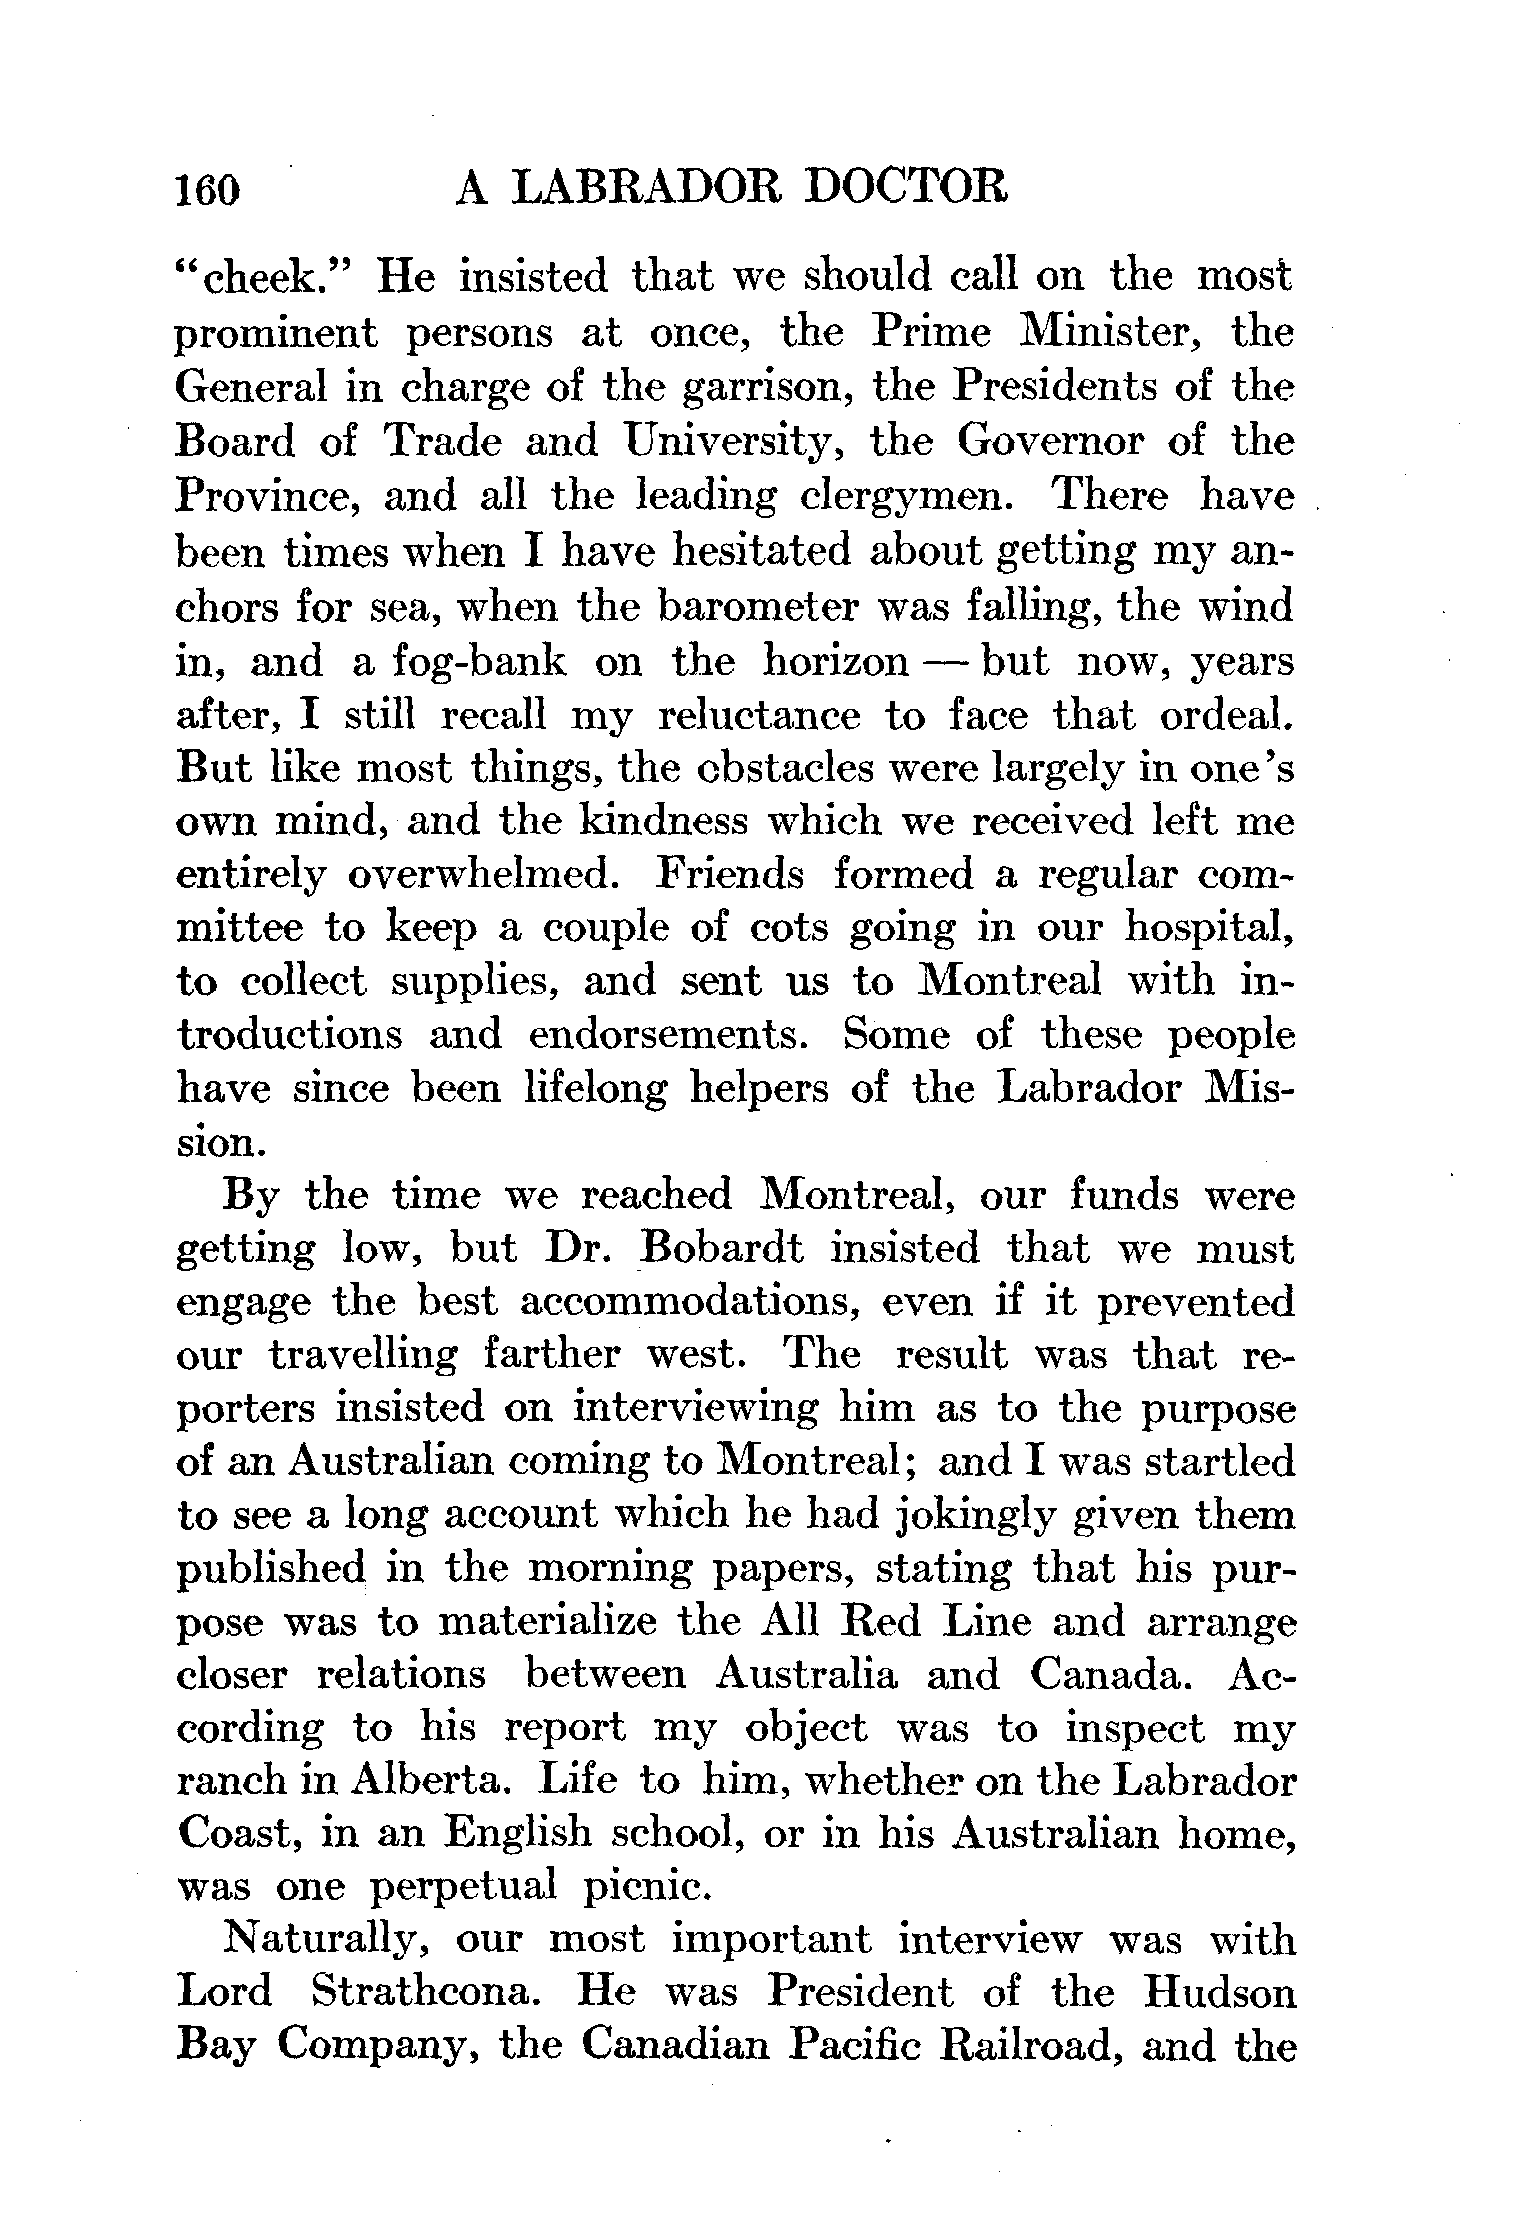 160 A LABRADOR DOCTOR
“cheek.” He insisted that we should call on the most
prominent persons at once, the Prime Minister, the
General in charge of the garrison, the Presidents of the
Board of Trade and University, the Governor of the
Province, and all the leading clergymen. There have
been times when I have hesitated about getting my an-
chors for sea, when the barometer was falling, the wind
in, and a fog-bank on the horizon — but now, years
after, I still recall my reluctance to face that ordeal.
But like most things, the obstacles were largely in one’s
own mind, and the kindness which we received left me
entirely overwhelmed. Friends formed a regular com-
mittee to keep a couple of cots going in our hospital,
to collect supplies, and sent us to Montreal with in-
troductions and endorsements. Some of these people
have since been lifelong helpers of the Labrador Mis-
sion.
By the time we reached Montreal, our funds were
getting low, but Dr. Bobardt insisted that we must
engage the best accommodations, even if it prevented
our travelling farther west. The result was that re-
porters insisted on interviewing him as to the purpose
of an Australian coming to Montreal; and I was startled
to see a long account which he had jokingly given them
published in the morning papers, stating that his pur-
pose was to materialize the All Red Line and arrange
closer relations between Australia and Canada. Ac-
cording to his report my object was to inspect my
ranch in Alberta. Life to him, whether on the Labrador
Coast, in an English school, or in his Australian home,
was one perpetual picnic.
Naturally, our most important interview was with
Lord Strathcona. He was President of the Hudson
Bay Company, the Canadian Pacific Railroad, and the